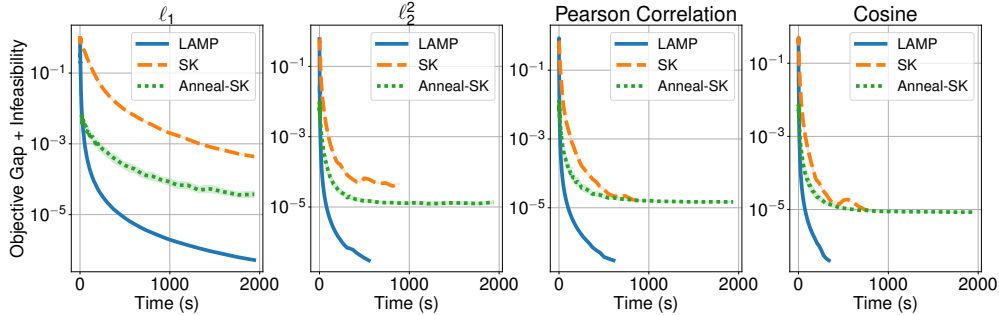 ℓ₁
ℓ₂²
Pearson Correlation
Cosine
Objective Gap + Infeasibility
10⁻¹
10⁻³
10⁻⁵
LAMP
SK
Anneal-SK
0 1000 2000
Time (s)
10⁻¹
10⁻³
10⁻⁵
LAMP
SK
Anneal-SK
0 1000 2000
Time (s)
10⁻¹
10⁻³
10⁻⁵
LAMP
SK
Anneal-SK
0 1000 2000
Time (s)
10⁻¹
10⁻³
10⁻⁵
LAMP
SK
Anneal-SK
0 1000 2000
Time (s)